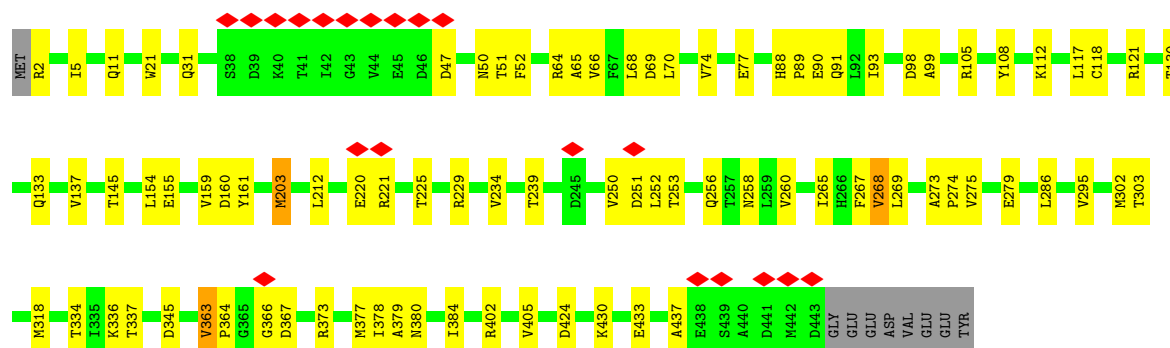 MET R2 I5 Q11 W21 Q31 S38 D39 K40 T41 I42 G43 V44 E45 D46 D47 N50 T51 F52 R64 A65 V66 F67 L68 D69 L70 V74 E77 H88 P89 E90 Q91 L92 I93 D98 A99 R105 Y108 K112 L117 C118 R121
Q133 V137 T145 L154 E155 V159 D160 Y161 M203 L212 E220 R221 T225 R229 V234 T239 D245 V250 D251 L252 T253 Q256 T257 N258 L259 V260 I265 H266 F267 V268 L269 A273 P274 V275 E279 L286 V295 M302 T303
M318 T334 I335 K336 T337 D345 V363 P364 G365 G366 D367 R373 M377 I378 A379 N380 I384 R402 V405 D424 K430 E433 A437 E438 S439 A440 D441 M442 D443 GLY GLU GLU ASP VAL GLU GLU TYR